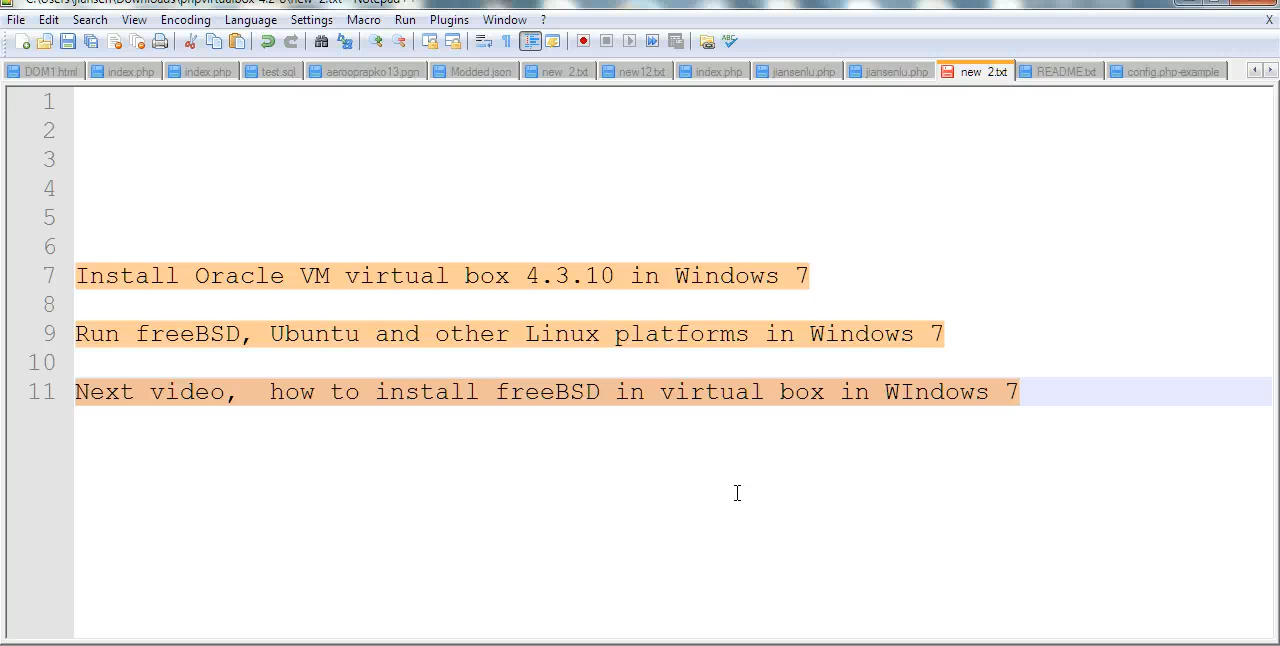 File Edit Search View Encoding Language Settings Macro Run Plugins Window ? X
DOM1.html index.php index.php test.sql aerooprapko13.pgn Modded.json new 2.txt new12.txt index.php jiansenlu.php jiansenlu.php new 2.txt README.txt config.php-example
1
2
3
4
5
6
7 Install Oracle VM virtual box 4.3.10 in Windows 7
8
9 Run freeBSD, Ubuntu and other Linux platforms in Windows 7
10
11 Next video,  how to install freeBSD in virtual box in WIndows 7